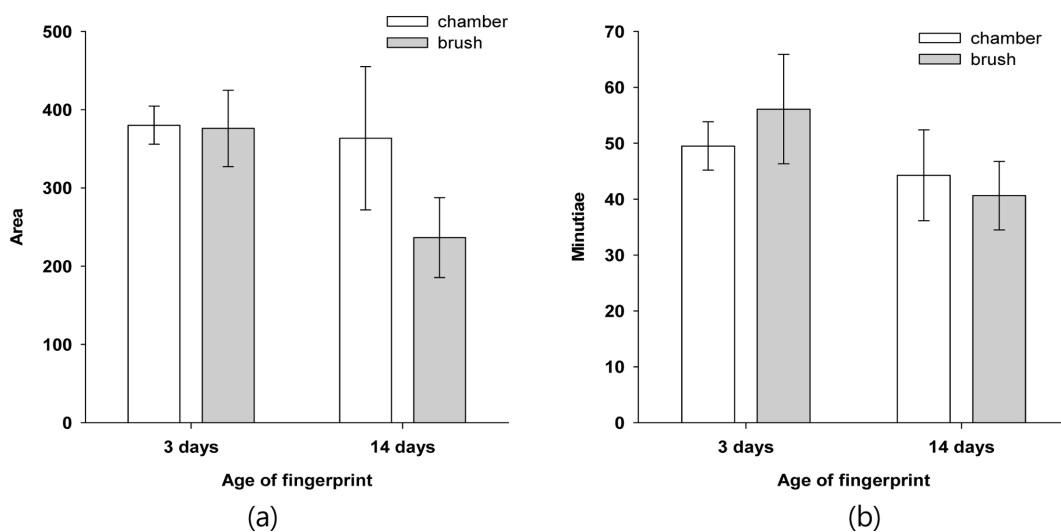 500
400
300
200
100
0
Area
chamber
brush
3 days
14 days
Age of fingerprint
(a)
70
60
50
40
30
20
10
0
Minutiae
chamber
brush
3 days
14 days
Age of fingerprint
(b)